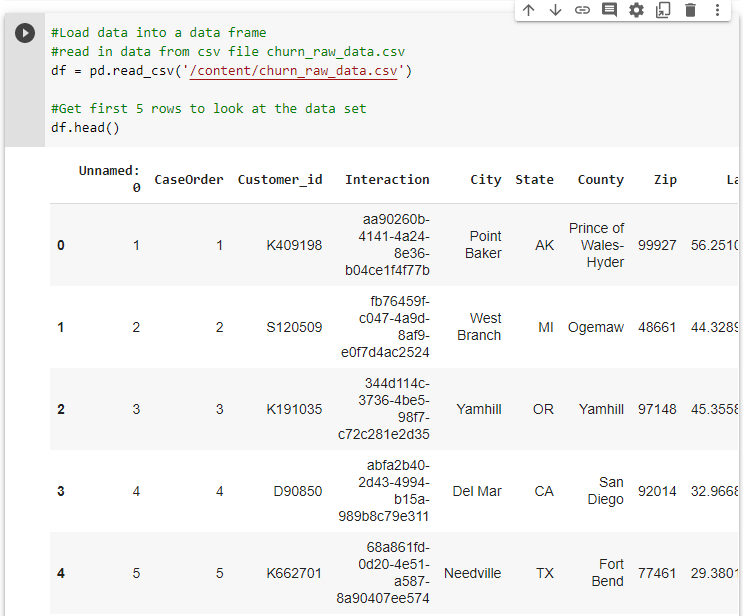 #Load data into a data frame
#read in data from csv file churn_raw_data.csv
df = pd.read_csv('/content/churn_raw_data.csv')
#Get first 5 rows to look at the data set
df.head()
Unnamed: 0 CaseOrder Customer_id Interaction City State County Zip La
0 1 1 K409198 aa90260b-4141-4a24-8e36-b04ce1f4f77b Point Baker AK Prince of Wales-Hyder 99927 56.2510
1 2 2 S120509 fb76459f-c047-4a9d-8af9-e0f7d4ac2524 West Branch MI Ogemaw 48661 44.3289
2 3 3 K191035 344d114c-3736-4be5-98f7-c72c281e2d35 Yamhill OR Yamhill 97148 45.3558
3 4 4 D90850 abfa2b40-2d43-4994-b15a-989b8c79e311 Del Mar CA San Diego 92014 32.9668
4 5 5 K662701 68a861fd-0d20-4e51-a587-8a90407ee574 Needville TX Fort Bend 77461 29.3801